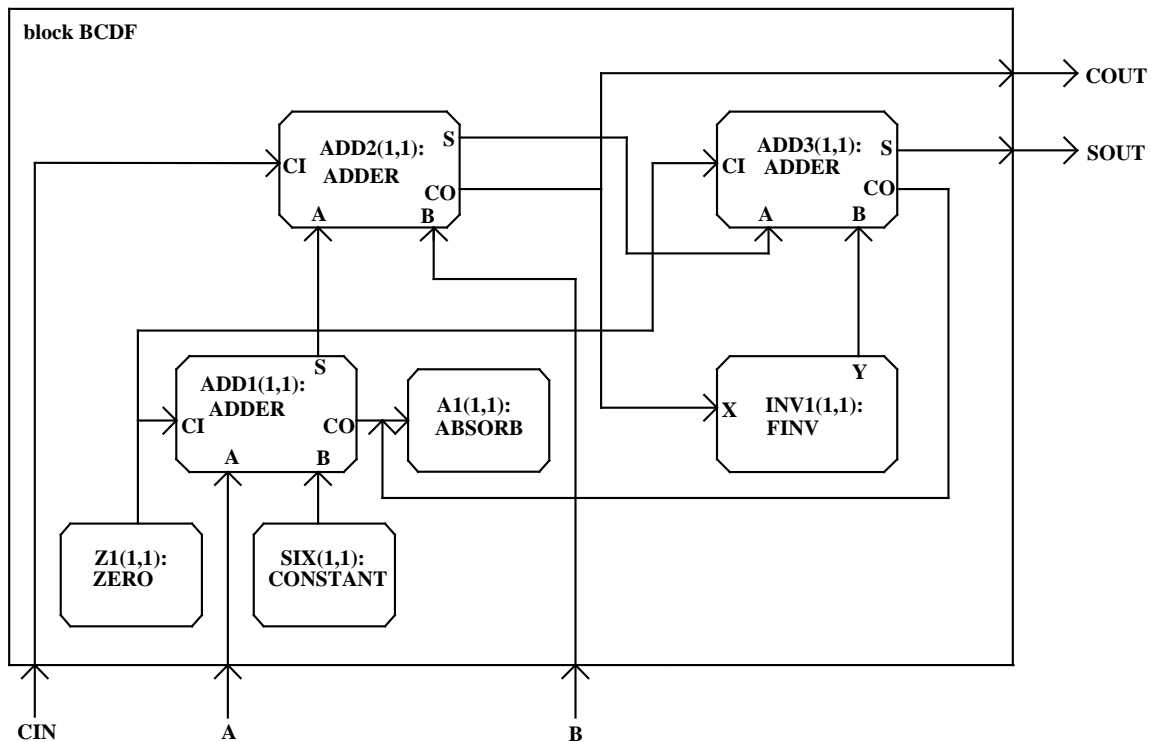 block BCDF
COUT
S
ADD2(1,1):
ADDER
CI
CO
A
B
ADD3(1,1):
ADDER
S
CI
CO
A
B
SOUT
S
ADD1(1,1):
ADDER
CI
CO
A
B
A1(1,1):
ABSORB
Y
X
INV1(1,1):
FINV
Z1(1,1):
ZERO
SIX(1,1):
CONSTANT
CIN
A
B